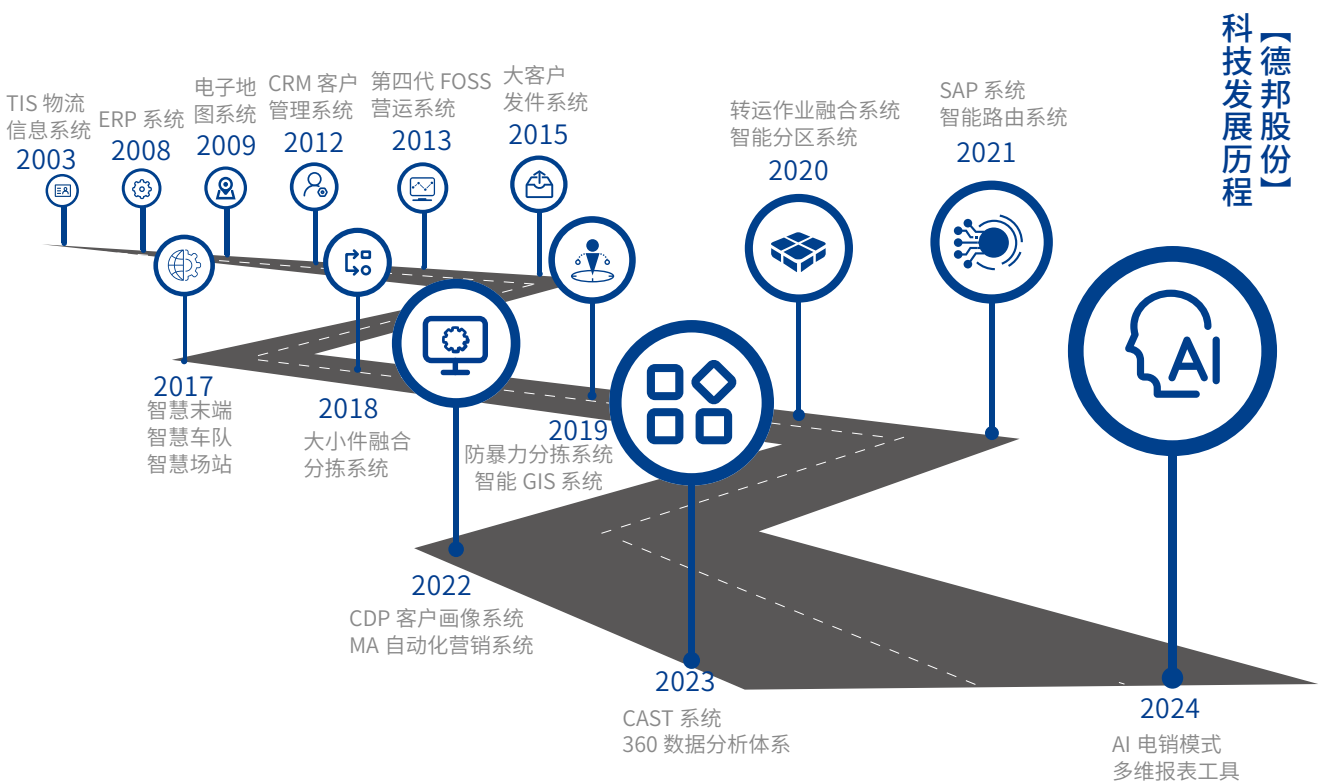 【德邦股份】
科技发展历程
TIS 物流
信息系统
2003
ERP 系统
2008
电子地
图系统
2009
CRM 客户
管理系统
2012
第四代 FOSS
营运系统
2013
大客户
发件系统
2015
2017
智慧末端
智慧车队
智慧场站
2018
大小件融合
分拣系统
2019
防暴力分拣系统
智能 GIS 系统
转运作业融合系统
智能分区系统
2020
SAP 系统
智能路由系统
2021
2022
CDP 客户画像系统
MA 自动化营销系统
2023
CAST 系统
360 数据分析体系
AI
2024
AI 电销模式
多维报表工具